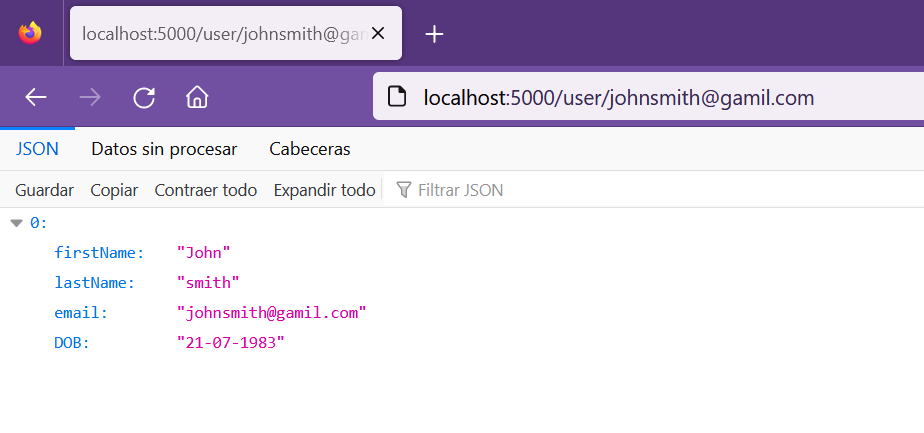 localhost:5000/user/johnsmith@gan
localhost:5000/user/johnsmith@gamil.com
JSON Datos sin procesar Cabeceras
Guardar Copiar Contraer todo Expandir todo Filtrar JSON
0:
firstName: "John"
lastName: "smith"
email: "johnsmith@gamil.com"
DOB: "21-07-1983"